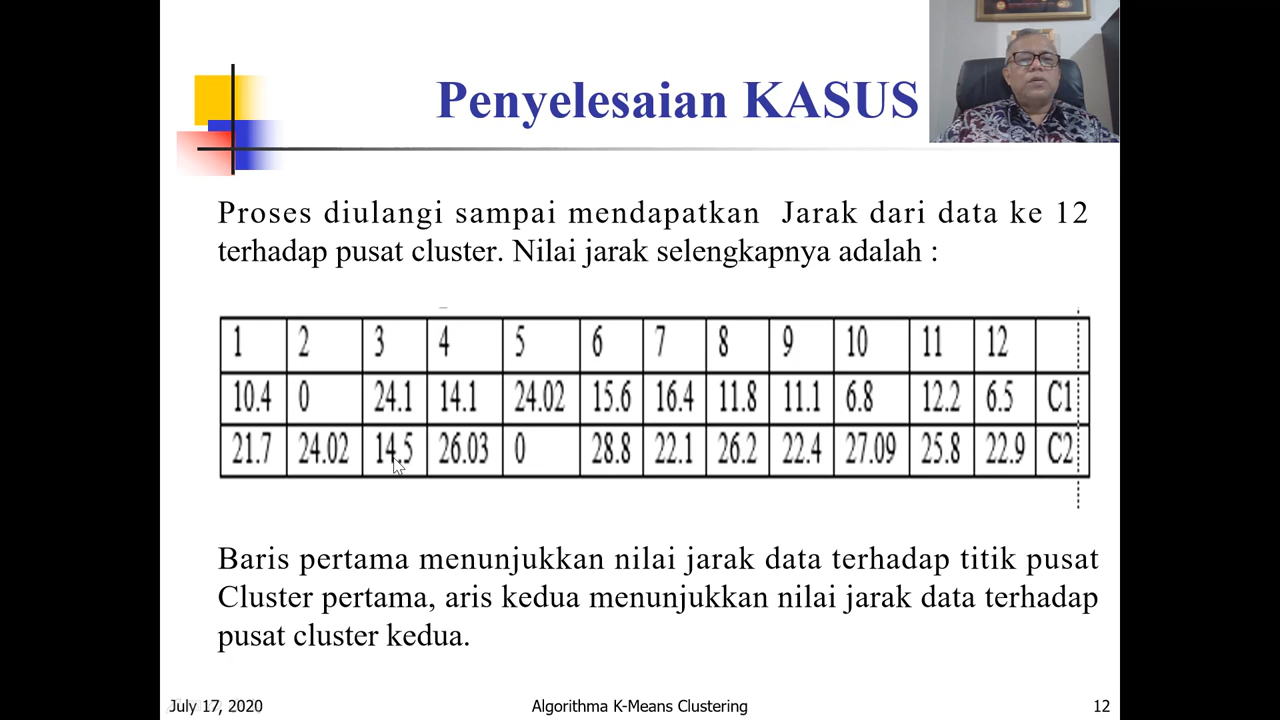 Penyelesaian KASUS
Proses diulangi sampai mendapatkan Jarak dari data ke 12
terhadap pusat cluster. Nilai jarak selengkapnya adalah :
1 2 3 4 5 6 7 8 9 10 11 12
10.4 0 24.1 14.1 24.02 15.6 16.4 11.8 11.1 6.8 12.2 6.5 C1
21.7 24.02 14.5 26.03 0 28.8 22.1 26.2 22.4 27.09 25.8 22.9 C2
Baris pertama menunjukkan nilai jarak data terhadap titik pusat
Cluster pertama, aris kedua menunjukkan nilai jarak data terhadap
pusat cluster kedua.
July 17, 2020 Algorithma K-Means Clustering 12